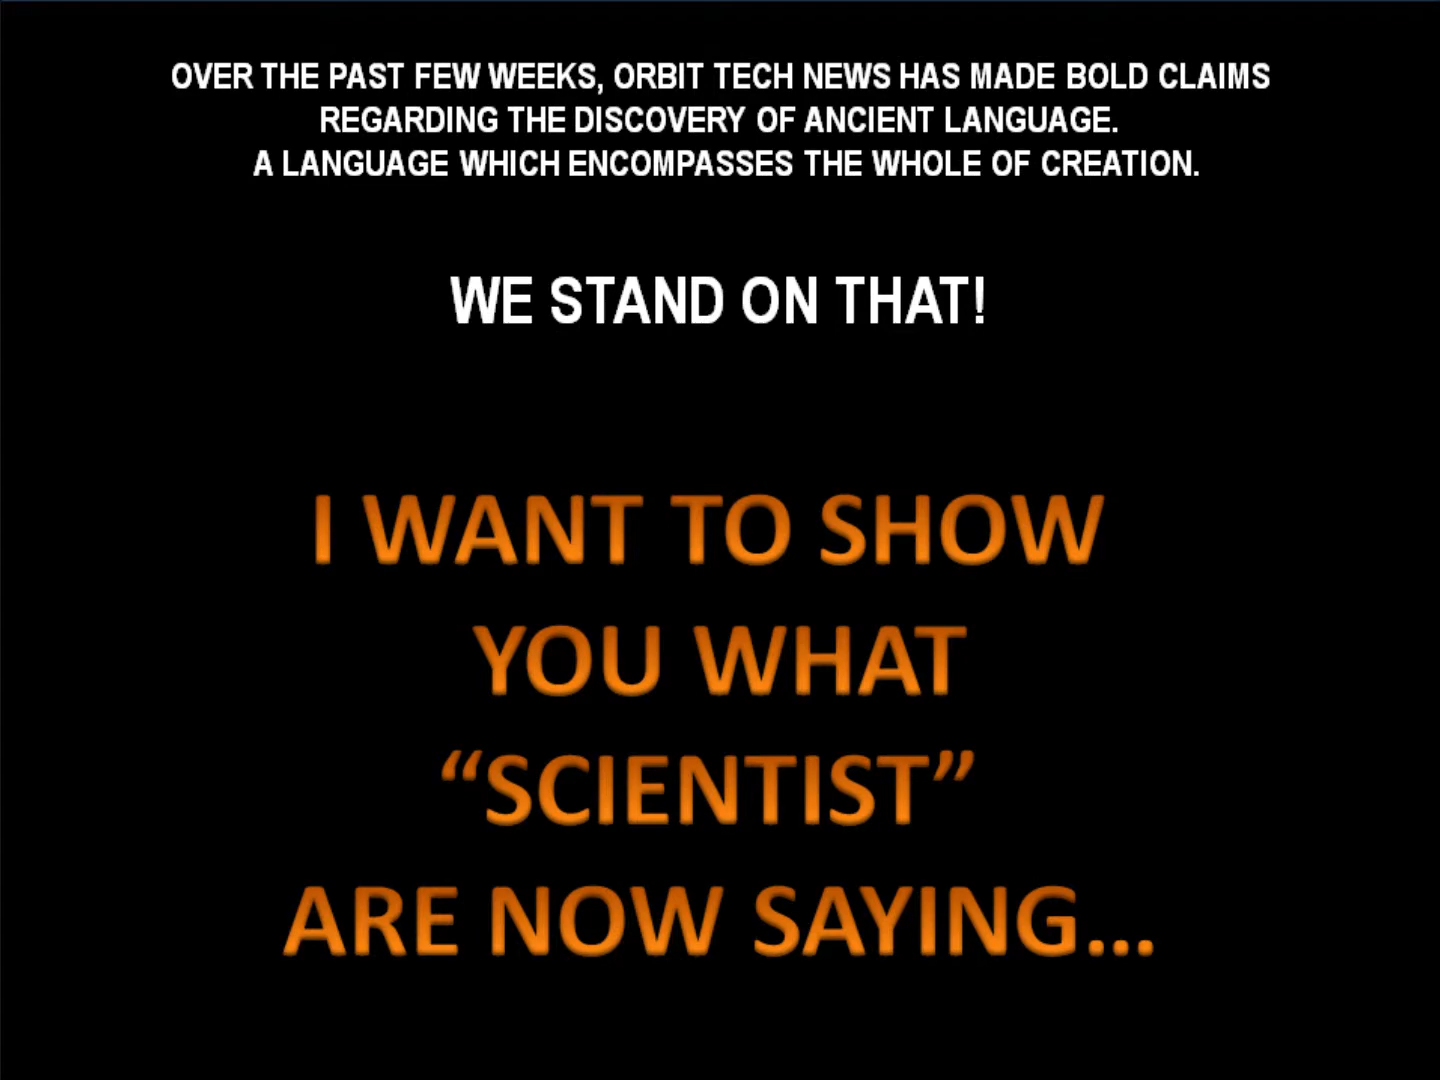 OVER THE PAST FEW WEEKS, ORBIT TECH NEWS HAS MADE BOLD CLAIMS
REGARDING THE DISCOVERY OF ANCIENT LANGUAGE.
A LANGUAGE WHICH ENCOMPASSES THE WHOLE OF CREATION.
WE STAND ON THAT!
I WANT TO SHOW
YOU WHAT
“SCIENTIST”
ARE NOW SAYING...